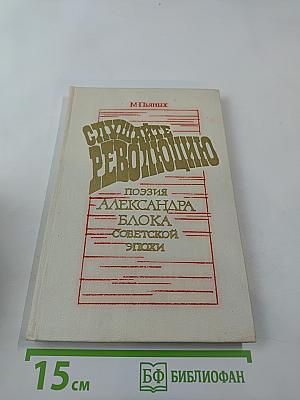 М. Пьяных
СЛУШАЙТЕ
РЕВОЛЮЦИЮ
ПОЭЗИЯ
АЛЕКСАНДРА
БЛОКА
СОВЕТСКОЙ
ЭПОХИ
15 см
БФ БИБЛИОФАН